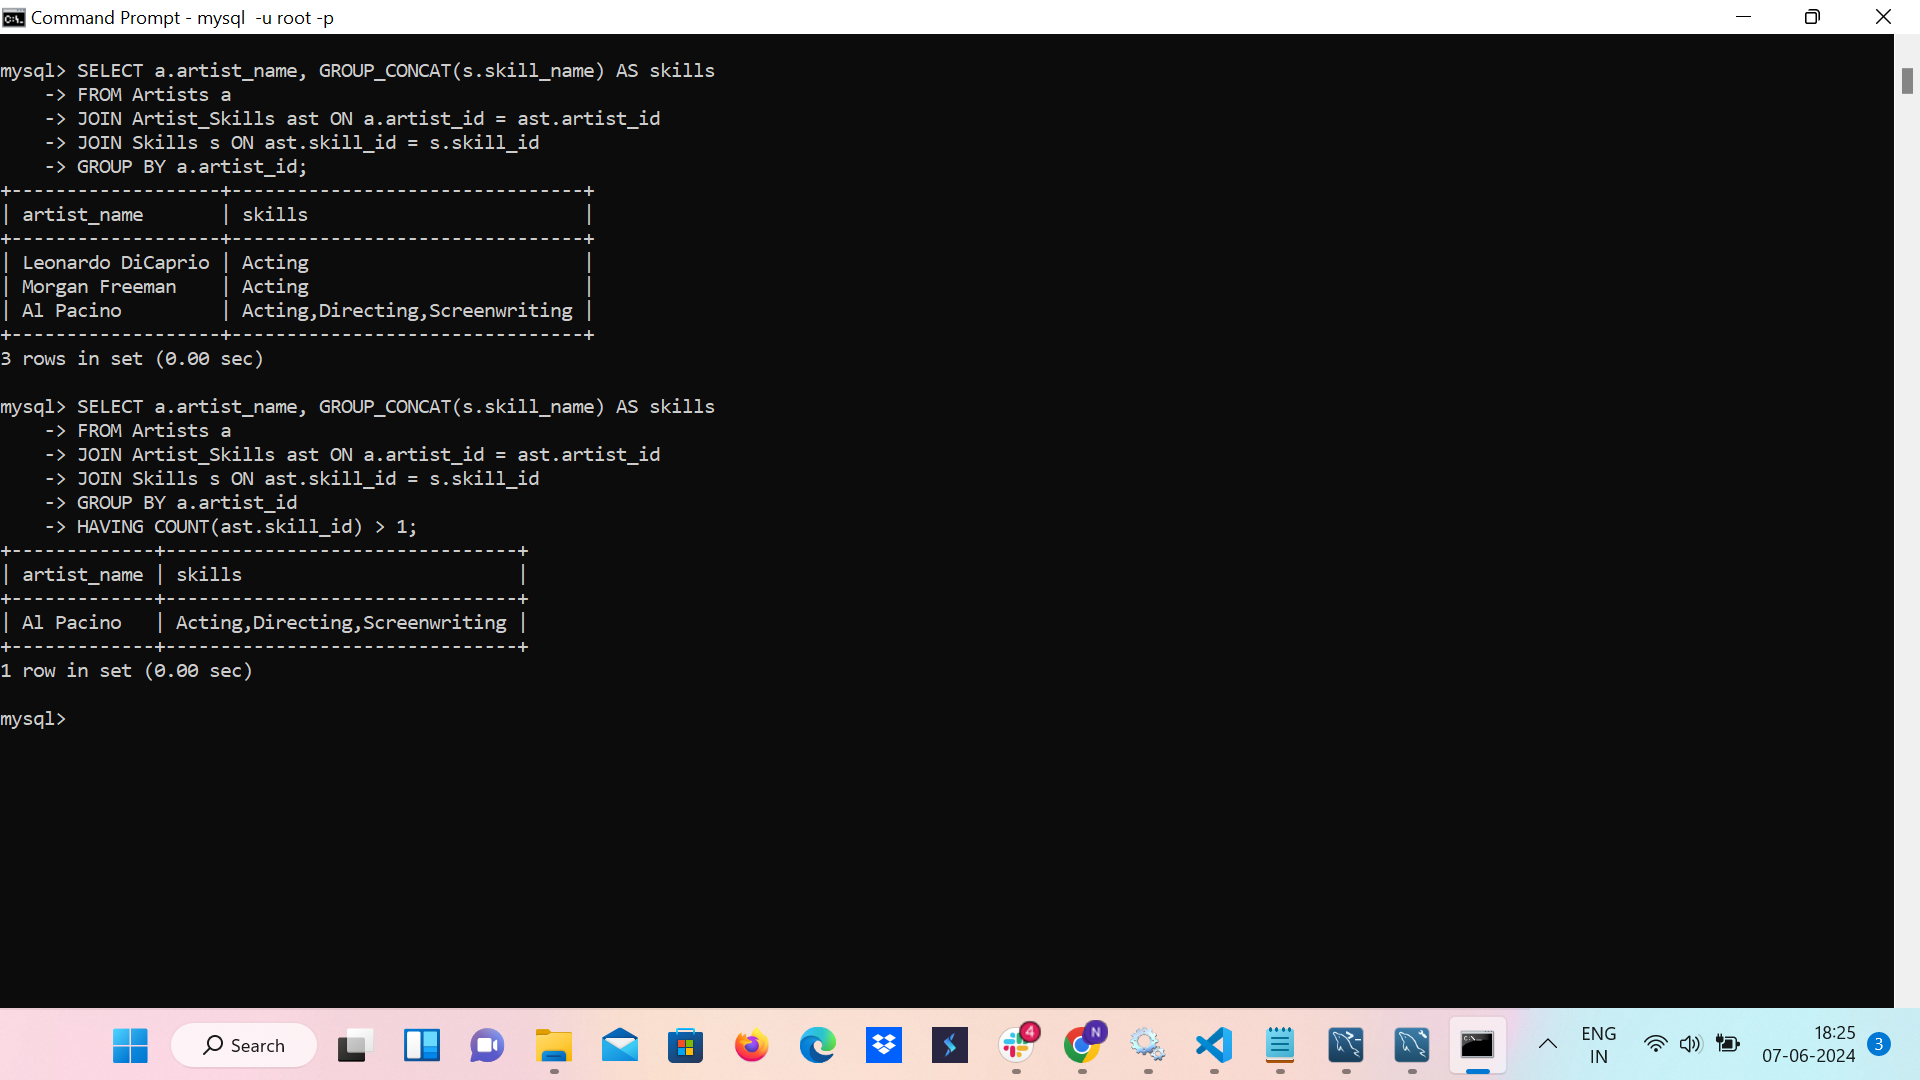 Command Prompt - mysql  -u root -p
mysql> SELECT a.artist_name, GROUP_CONCAT(s.skill_name) AS skills
    -> FROM Artists a
    -> JOIN Artist_Skills ast ON a.artist_id = ast.artist_id
    -> JOIN Skills s ON ast.skill_id = s.skill_id
    -> GROUP BY a.artist_id;
+-------------------+--------------------------------+
| artist_name       | skills                         |
+-------------------+--------------------------------+
| Leonardo DiCaprio | Acting                         |
| Morgan Freeman    | Acting                         |
| Al Pacino         | Acting,Directing,Screenwriting |
+-------------------+--------------------------------+
3 rows in set (0.00 sec)
mysql> SELECT a.artist_name, GROUP_CONCAT(s.skill_name) AS skills
    -> FROM Artists a
    -> JOIN Artist_Skills ast ON a.artist_id = ast.artist_id
    -> JOIN Skills s ON ast.skill_id = s.skill_id
    -> GROUP BY a.artist_id
    -> HAVING COUNT(ast.skill_id) > 1;
+-------------+--------------------------------+
| artist_name | skills                         |
+-------------+--------------------------------+
| Al Pacino   | Acting,Directing,Screenwriting |
+-------------+--------------------------------+
1 row in set (0.00 sec)
mysql>
Search
4
N
ENG
IN
18:25
07-06-2024
3